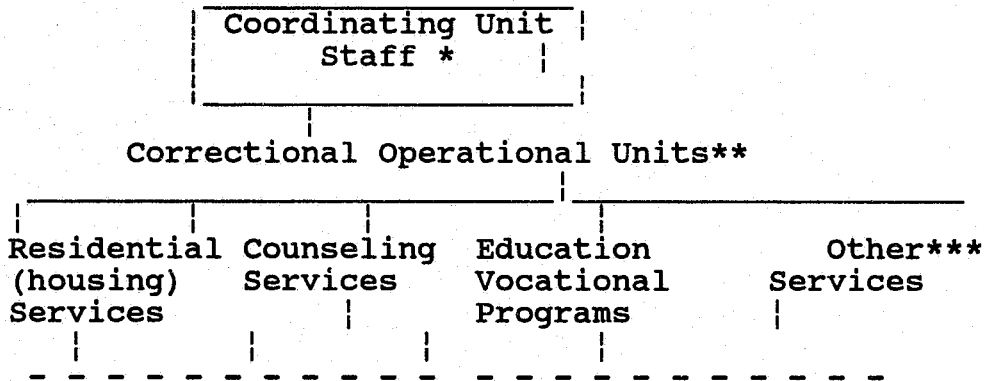 Coordinating Unit
Staff *
Correctional Operational Units**
Residential Counseling Education Other***
(housing) Services Vocational Services
Services Programs